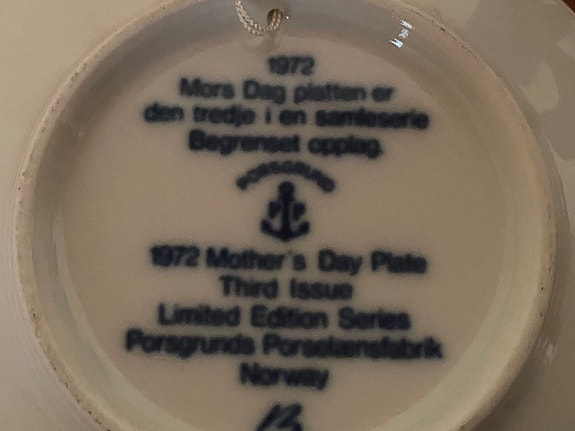 1972
Mors Dag platten er
den tredje i en samleserie
Begrenset opplag.
PORSGRUND
P P
1972 Mother's Day Plate
Third Issue
Limited Edition Series
Porsgrunds Porselænsfabrik
Norway